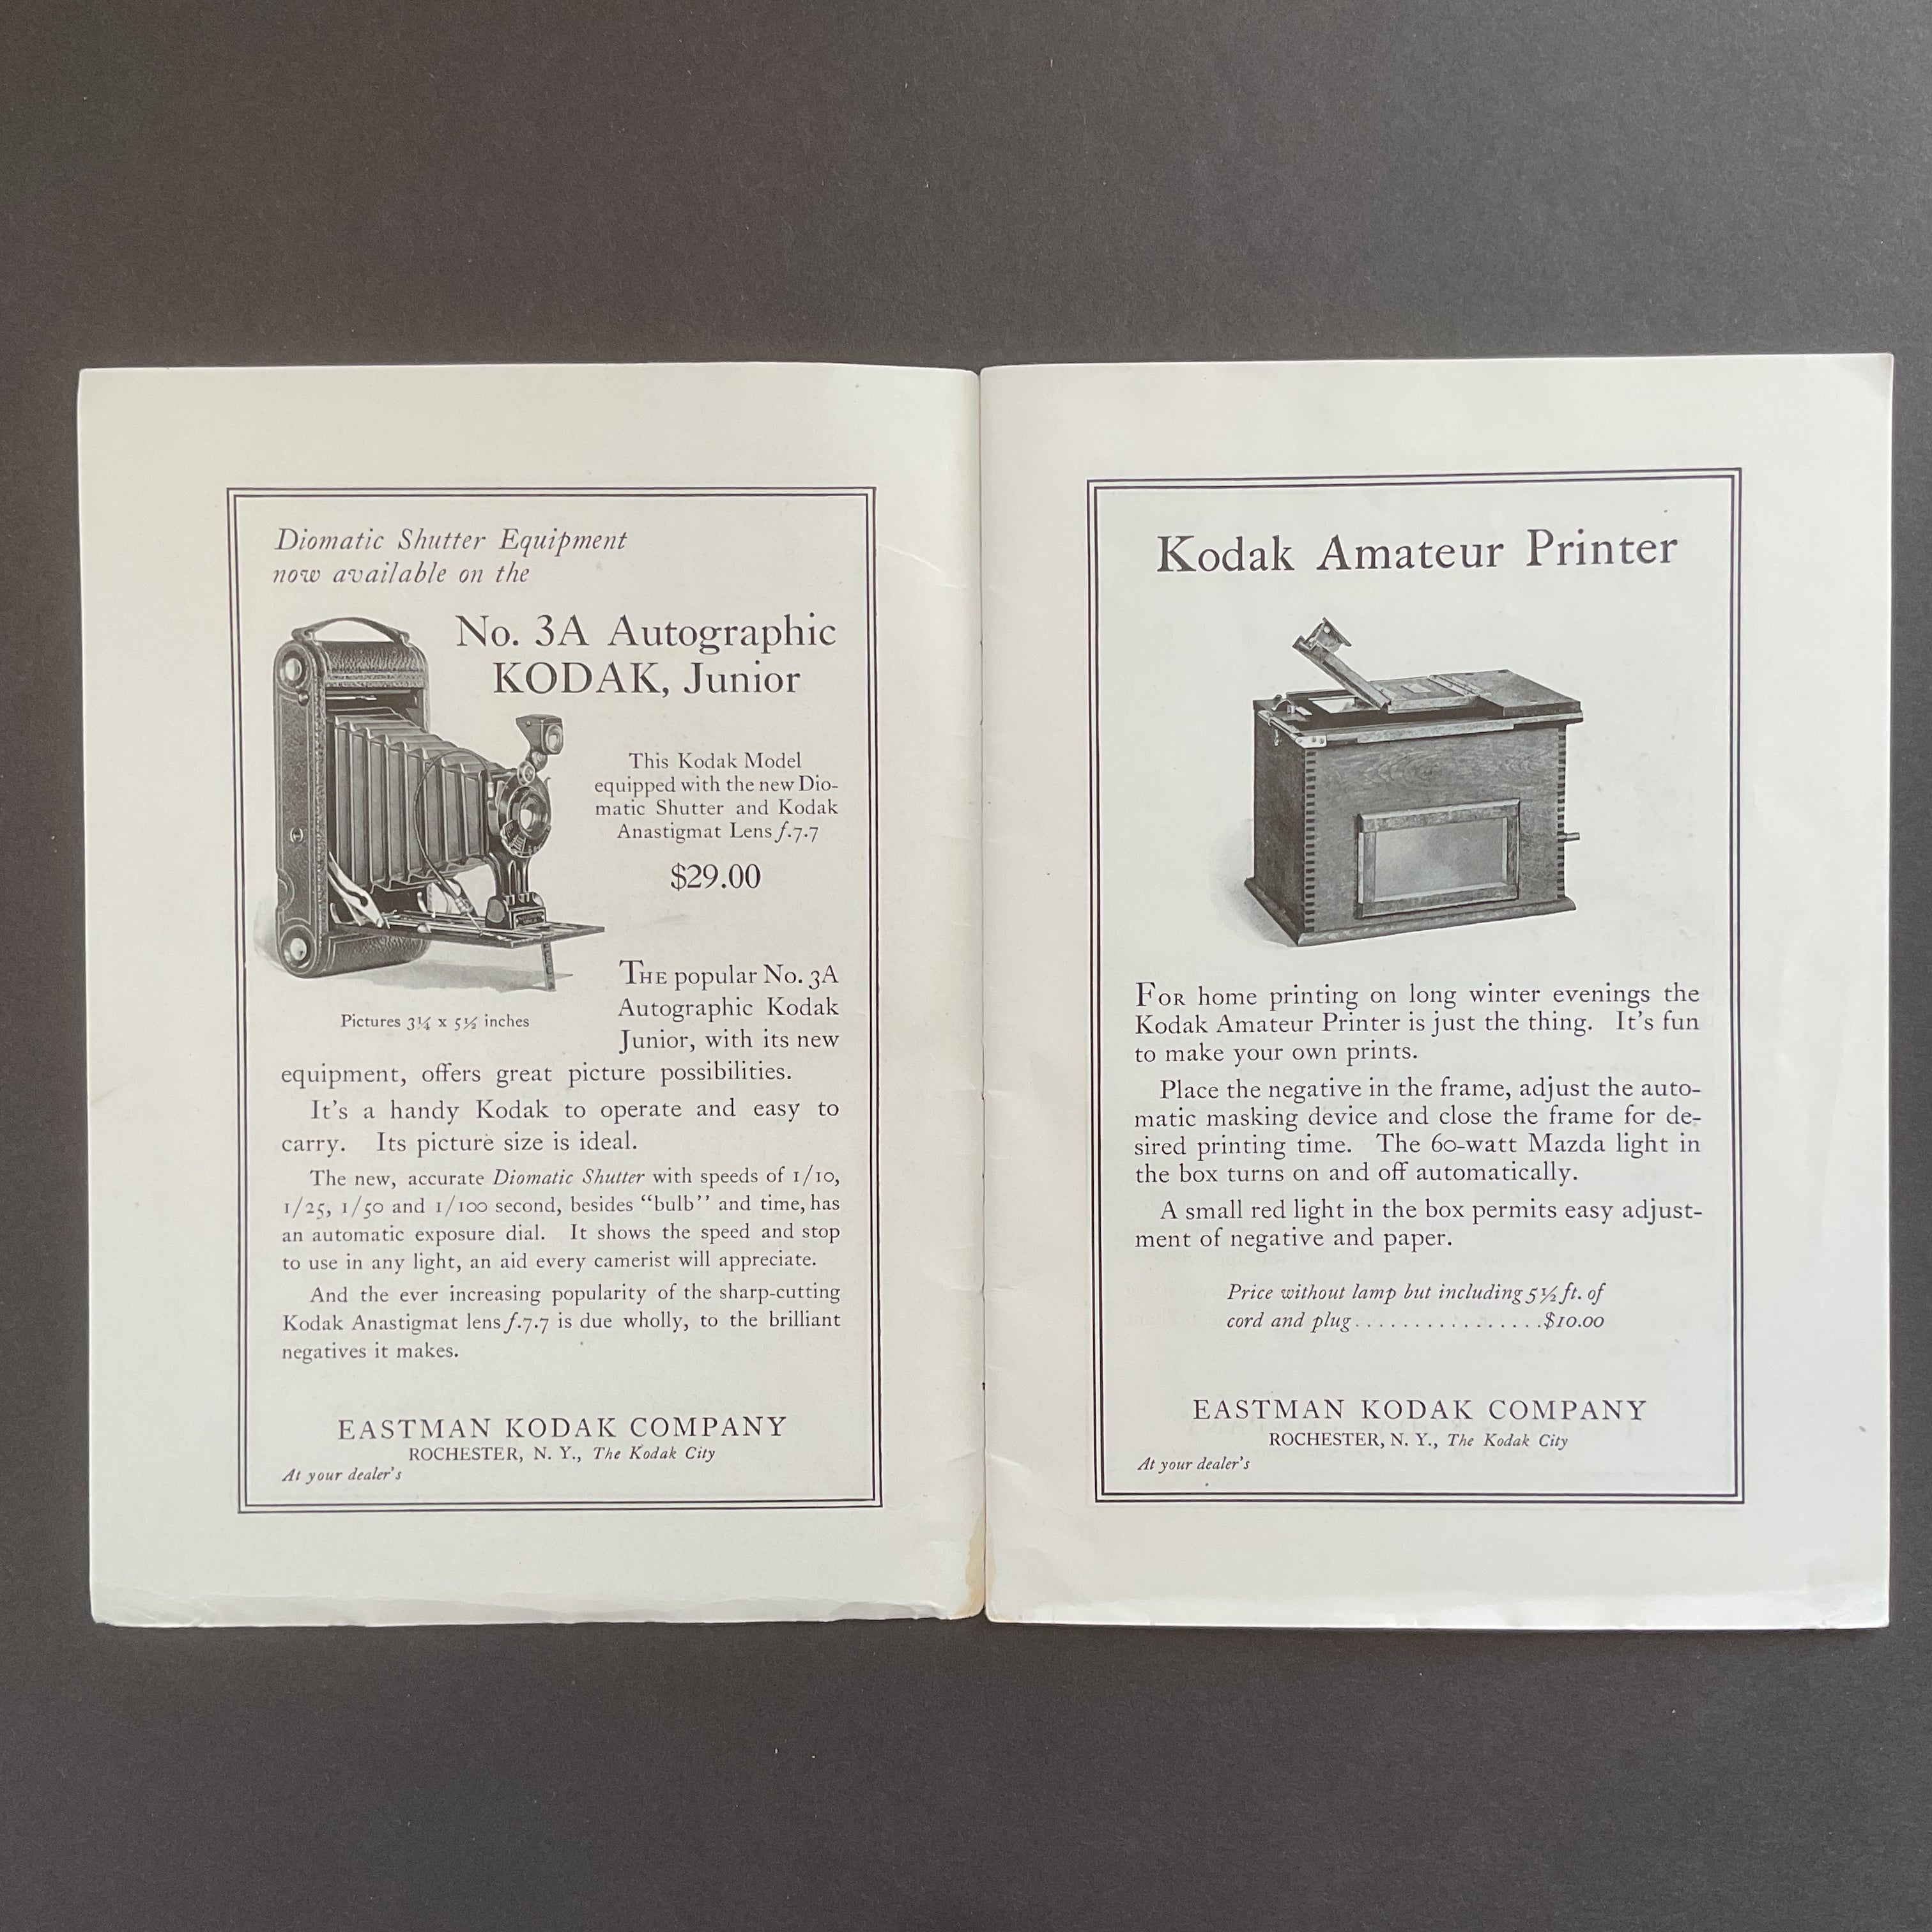 Diomatic Shutter Equipment
now available on the
No. 3A Autographic
KODAK, Junior
This Kodak Model
equipped with the new Dio-
matic Shutter and Kodak
Anastigmat Lens f.7.7
$29.00
Pictures 3¼ x 5½ inches
THE popular No. 3A
Autographic Kodak
Junior, with its new
equipment, offers great picture possibilities.
It's a handy Kodak to operate and easy to
carry. Its picture size is ideal.
The new, accurate Diomatic Shutter with speeds of 1/10,
1/25, 1/50 and 1/100 second, besides "bulb" and time, has
an automatic exposure dial. It shows the speed and stop
to use in any light, an aid every camerist will appreciate.
And the ever increasing popularity of the sharp-cutting
Kodak Anastigmat lens f.7.7 is due wholly, to the brilliant
negatives it makes.
EASTMAN KODAK COMPANY
ROCHESTER, N. Y., The Kodak City
At your dealer's
Kodak Amateur Printer
FOR home printing on long winter evenings the
Kodak Amateur Printer is just the thing. It's fun
to make your own prints.
Place the negative in the frame, adjust the auto-
matic masking device and close the frame for de-
sired printing time. The 60-watt Mazda light in
the box turns on and off automatically.
A small red light in the box permits easy adjust-
ment of negative and paper.
Price without lamp but including 5½ ft. of
cord and plug................$10.00
EASTMAN KODAK COMPANY
ROCHESTER, N. Y., The Kodak City
At your dealer's